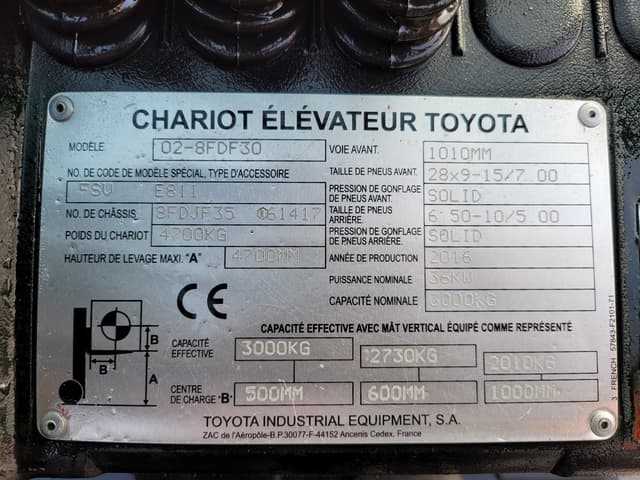 CHARIOT ÉLÉVATEUR TOYOTA
MODÈLE 02-8FDF30
VOIE AVANT. 1010MM
NO. DE CODE DE MODÈLE SPÉCIAL, TYPE D'ACCESSOIRE
FSV E811
TAILLE DE PNEUS AVANT. 28x9-15/7.00
PRESSION DE GONFLAGE DE PNEUS AVANT. SOLID
NO. DE CHÂSSIS. 8FDJF35 61417
TAILLE DE PNEUS ARRIÈRE. 6.50-10/5.00
POIDS DU CHARIOT 4700KG
PRESSION DE GONFLAGE DE PNEUS ARRIÈRE. SOLID
HAUTEUR DE LEVAGE MAXI. "A" 4700MM
ANNÉE DE PRODUCTION 2016
PUISSANCE NOMINALE 36KW
CAPACITÉ NOMINALE 3000KG
CE
CAPACITÉ EFFECTIVE AVEC MÂT VERTICAL ÉQUIPÉ COMME REPRÉSENTÉ
B
B
A
CAPACITÉ EFFECTIVE 3000KG 2730KG 2010KG
CENTRE DE CHARGE "B" 500MM 600MM 1000MM
TOYOTA INDUSTRIAL EQUIPMENT, S.A.
ZAC de l'Aéropôle-B.P.30077-F-44152 Ancenis Cedex, France
3 FRENCH 57843-F2101-71